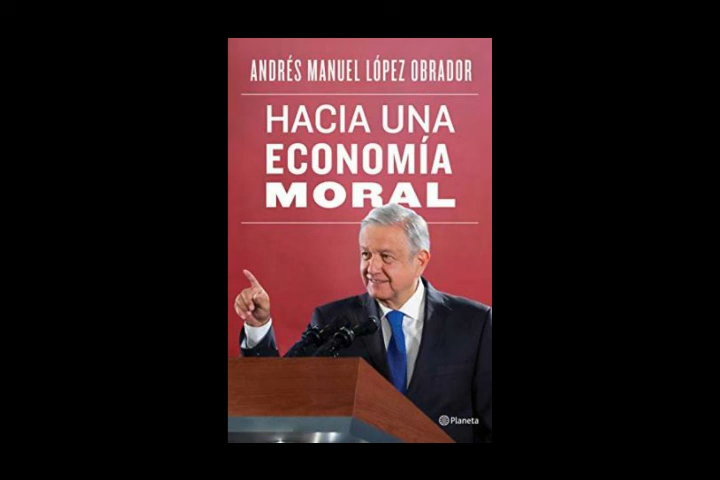 ANDRÉS MANUEL LÓPEZ OBRADOR
HACIA UNA
ECONOMÍA
MORAL
Planeta